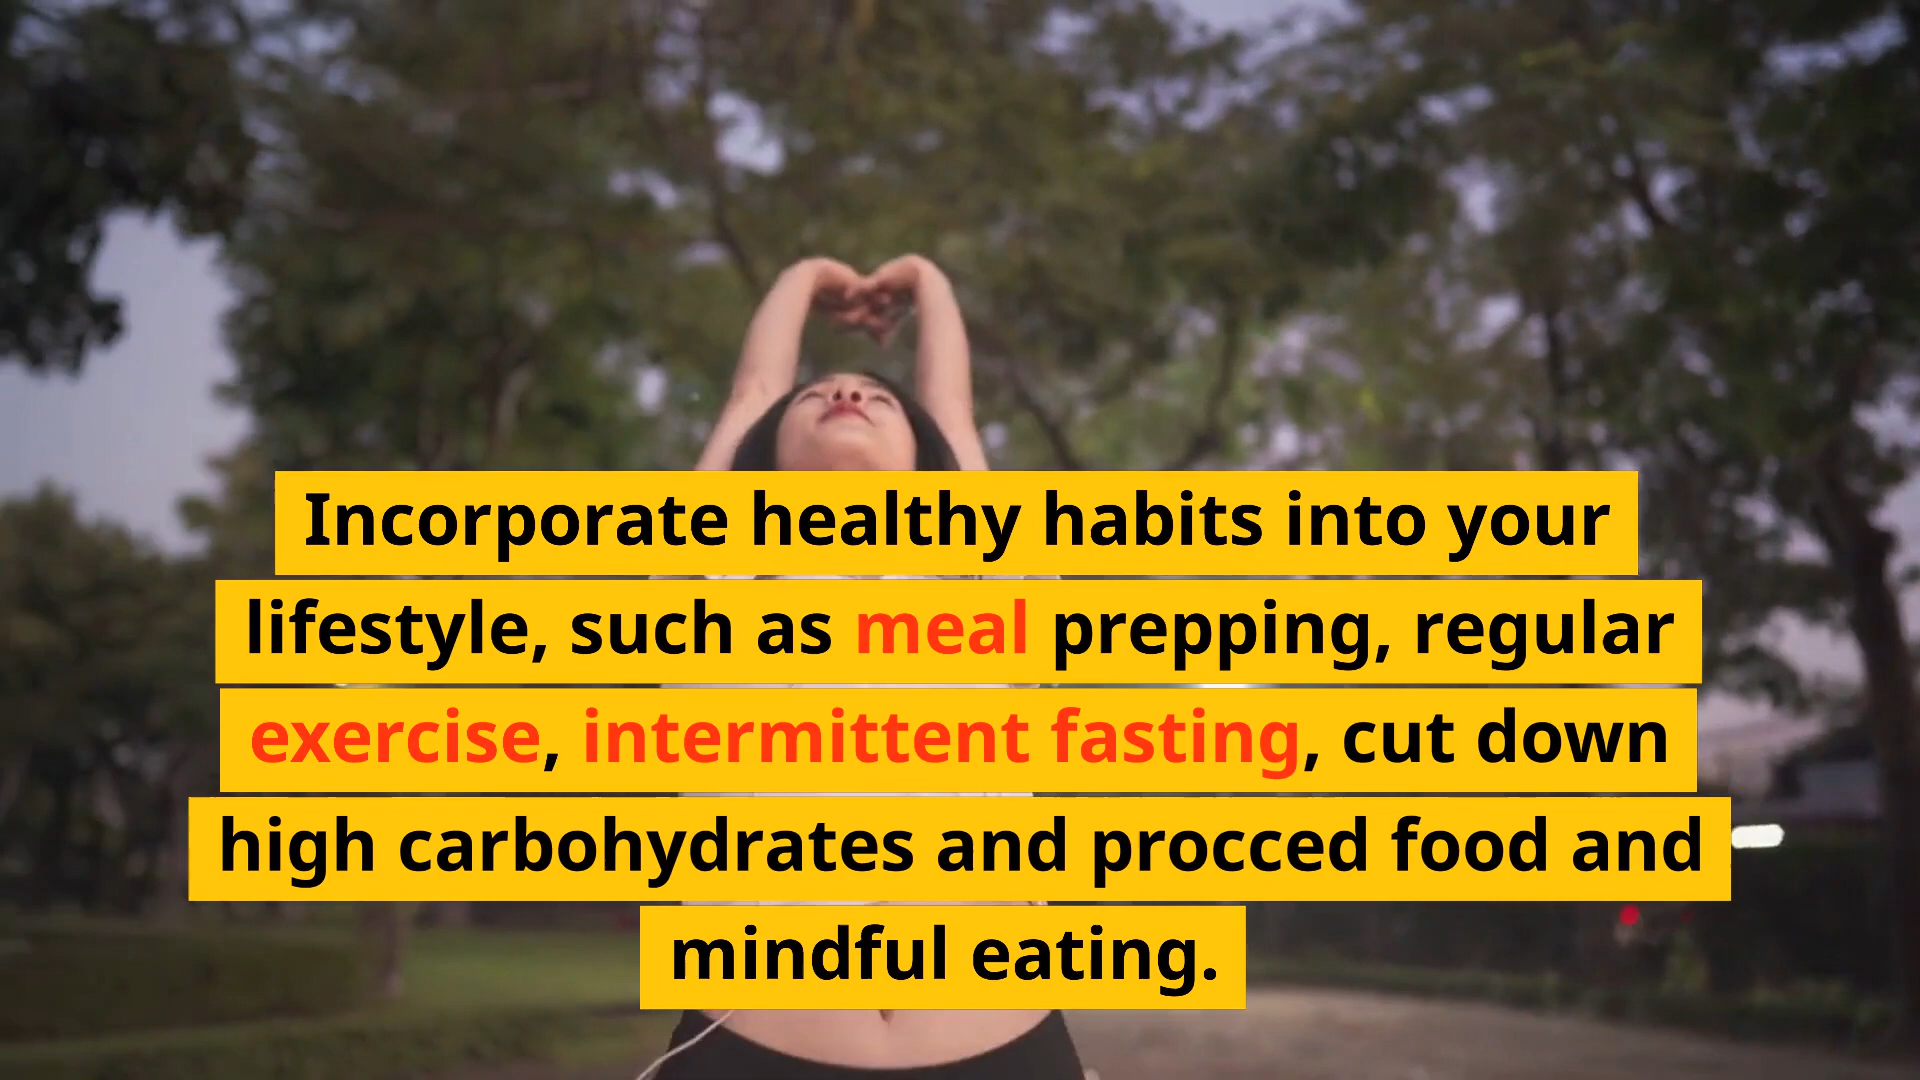 Incorporate healthy habits into your
lifestyle, such as meal prepping, regular
exercise, intermittent fasting, cut down
high carbohydrates and procced food and
mindful eating.